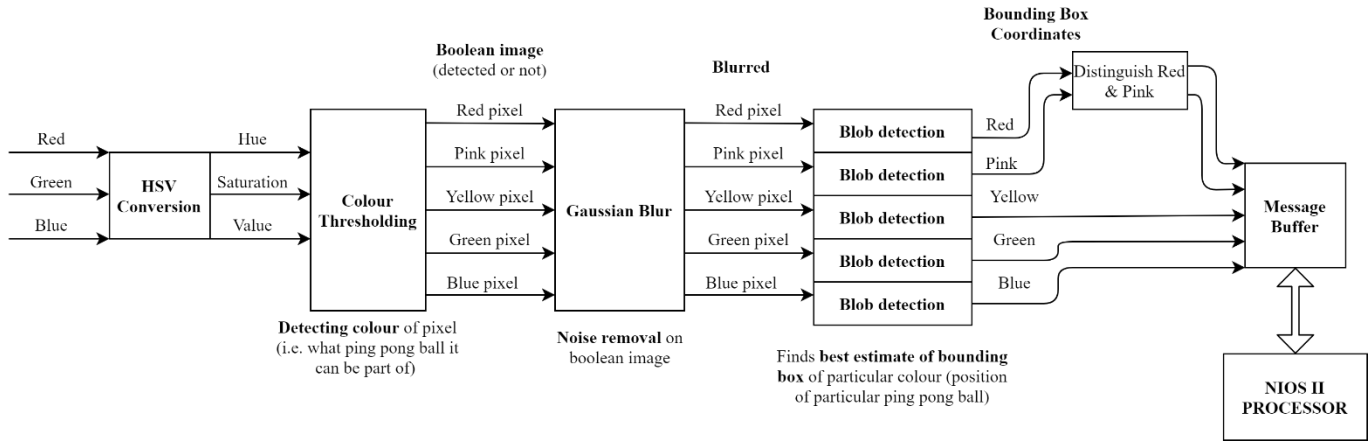 Red
Green
Blue
HSV
Conversion
Hue
Saturation
Value
Colour
Thresholding
Detecting colour of pixel
(i.e. what ping pong ball it
can be part of)
Boolean image
(detected or not)
Red pixel
Pink pixel
Yellow pixel
Green pixel
Blue pixel
Gaussian Blur
Noise removal on
boolean image
Blurred
Red pixel
Pink pixel
Yellow pixel
Green pixel
Blue pixel
Blob detection
Blob detection
Blob detection
Blob detection
Blob detection
Finds best estimate of bounding
box of particular colour (position
of particular ping pong ball)
Bounding Box
Coordinates
Red
Pink
Yellow
Green
Blue
Distinguish Red
& Pink
Message
Buffer
NIOS II
PROCESSOR